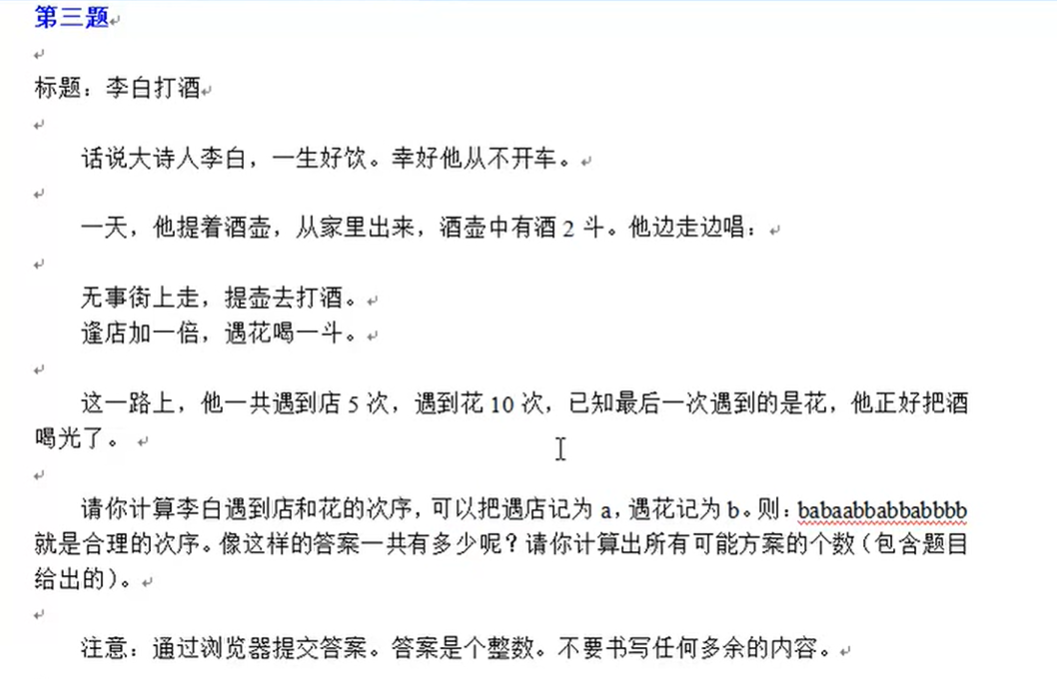 第三题
标题：李白打酒
话说大诗人李白，一生好饮。幸好他从不开车。
一天，他提着酒壶，从家里出来，酒壶中有酒 2 斗。他边走边唱：
无事街上走，提壶去打酒。
逢店加一倍，遇花喝一斗。
这一路上，他一共遇到店 5 次，遇到花 10 次，已知最后一次遇到的是花，他正好把酒
喝光了。
请你计算李白遇到店和花的次序，可以把遇店记为 a，遇花记为 b。则：babaabbabbabbbb
就是合理的次序。像这样的答案一共有多少呢？请你计算出所有可能方案的个数（包含题目
给出的）。
注意：通过浏览器提交答案。答案是个整数。不要书写任何多余的内容。